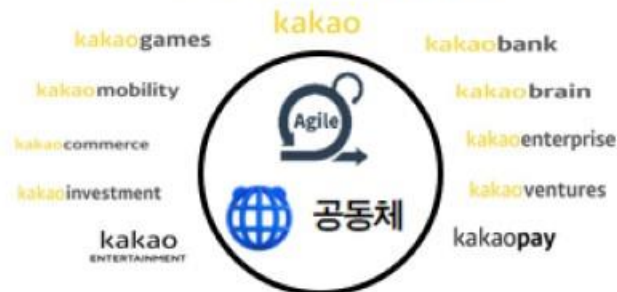 kakao
kakaogames
kakaobank
kakaomobility
kakaobrain
Agile
kakaocommerce
kakaoenterprise
kakaoinvestment
kakaoventures
공동체
kakao
ENTERTAINMENT
kakaopay